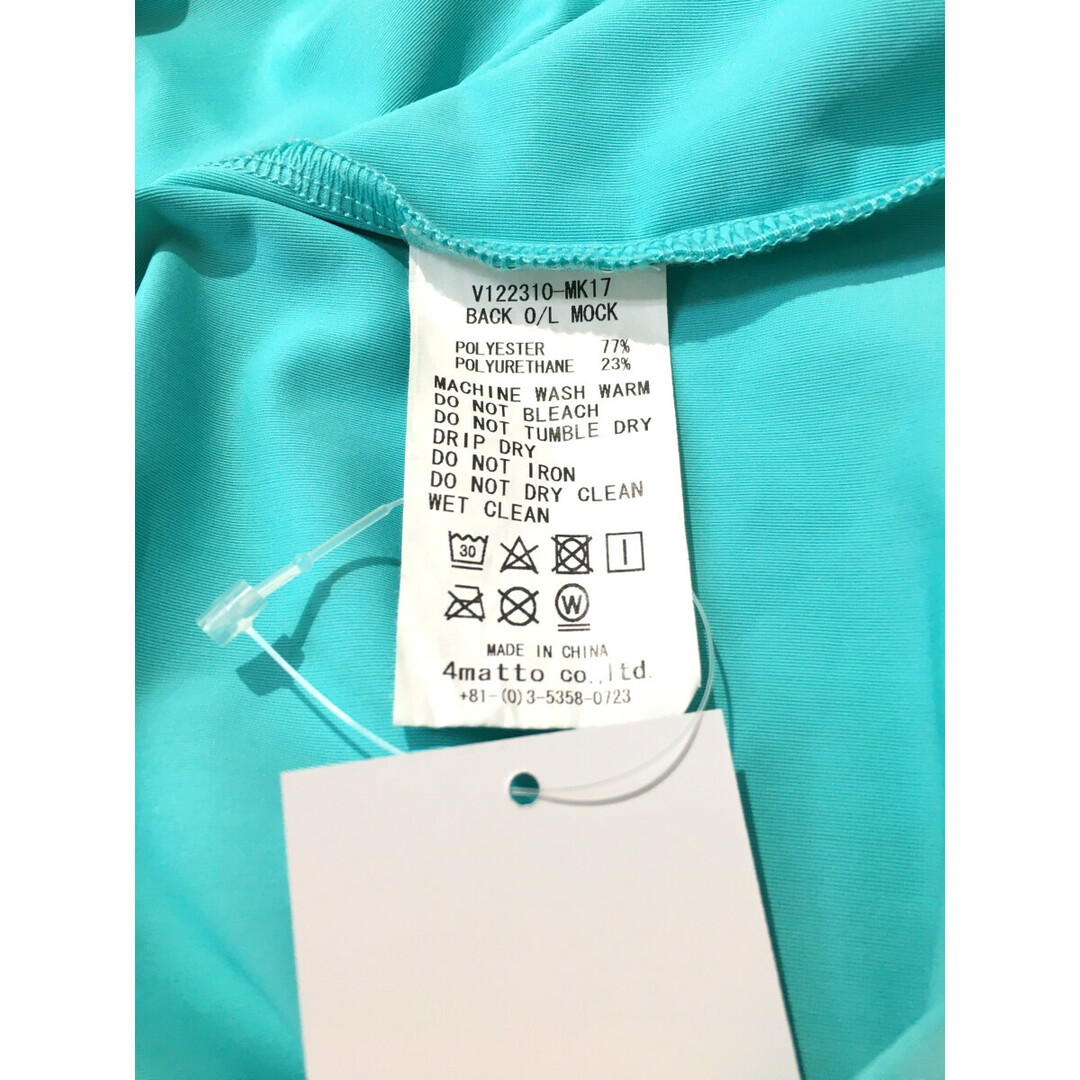 V122310-MK17
BACK O/L MOCK
POLYESTER 77%
POLYURETHANE 23%
MACHINE WASH WARM
DO NOT BLEACH
DO NOT TUMBLE DRY
DRIP DRY
DO NOT IRON
DO NOT DRY CLEAN
WET CLEAN
30
W
MADE IN CHINA
4matto co.,ltd.
+81-(0)3-5358-0723